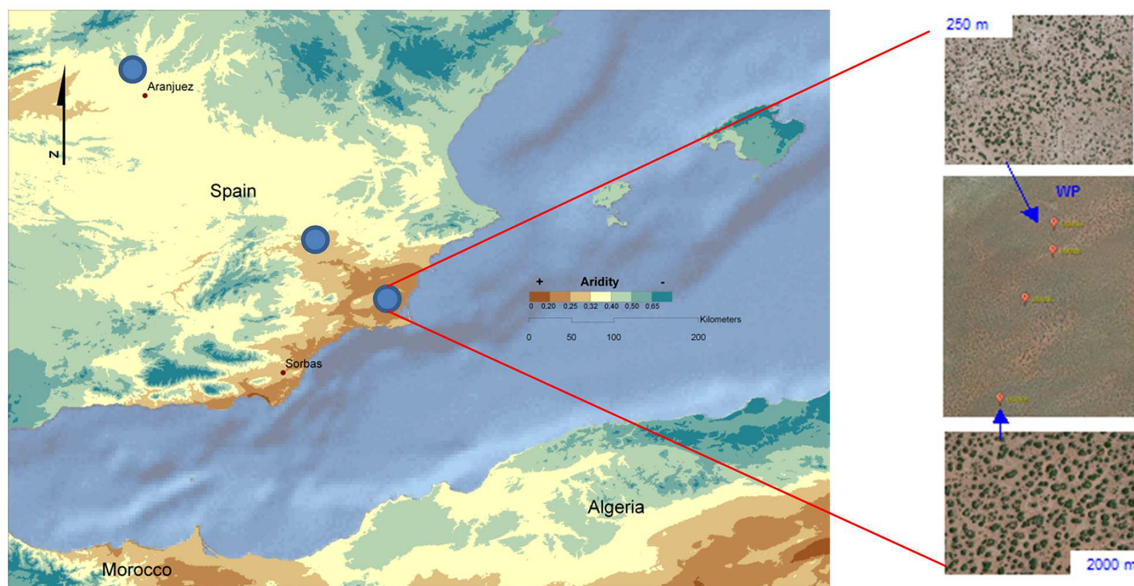 250 m
Aranjuez
N
WP
Spain
+ Aridity -
0 0,20 0,25 0,32 0,40 0,50 0,65
Kilometers
0 50 100 200
Sorbas
Algeria
2000 m
Morocco